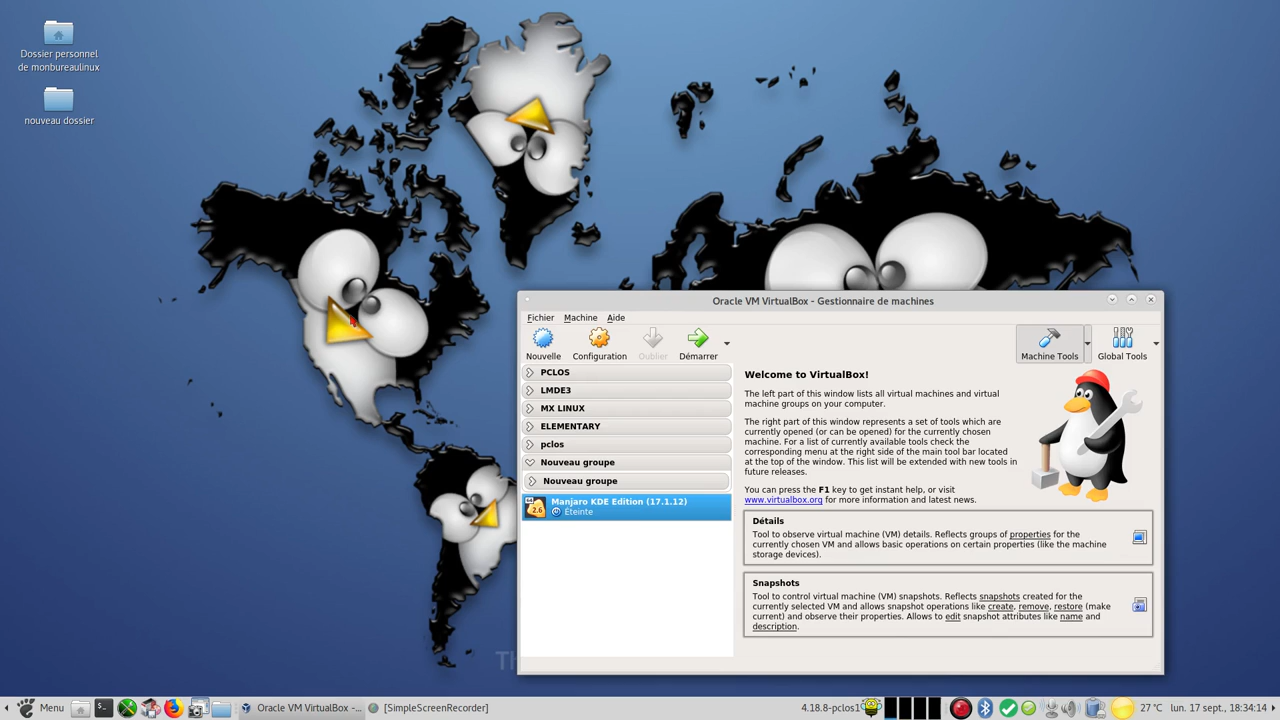 Dossier personnel
de monbureaulinux
nouveau dossier
Oracle VM VirtualBox - Gestionnaire de machines
Fichier Machine Aide
Nouvelle Configuration Oublier Démarrer Machine Tools Global Tools
PCLOS
LMDE3
MX LINUX
ELEMENTARY
pclos
Nouveau groupe
Nouveau groupe
64
2.6
Manjaro KDE Edition (17.1.12)
Éteinte
Welcome to VirtualBox!
The left part of this window lists all virtual machines and virtual
machine groups on your computer.
The right part of this window represents a set of tools which are
currently opened (or can be opened) for the currently chosen
machine. For a list of currently available tools check the
corresponding menu at the right side of the main tool bar located
at the top of the window. This list will be extended with new tools in
future releases.
You can press the F1 key to get instant help, or visit
www.virtualbox.org for more information and latest news.
Détails
Tool to observe virtual machine (VM) details. Reflects groups of properties for the
currently chosen VM and allows basic operations on certain properties (like the machine
storage devices).
Snapshots
Tool to control virtual machine (VM) snapshots. Reflects snapshots created for the
currently selected VM and allows snapshot operations like create, remove, restore (make
current) and observe their properties. Allows to edit snapshot attributes like name and
description.
Menu Oracle VM VirtualBox -... [SimpleScreenRecorder] 4.18.8-pclos1 27 °C lun. 17 sept., 18:34:14